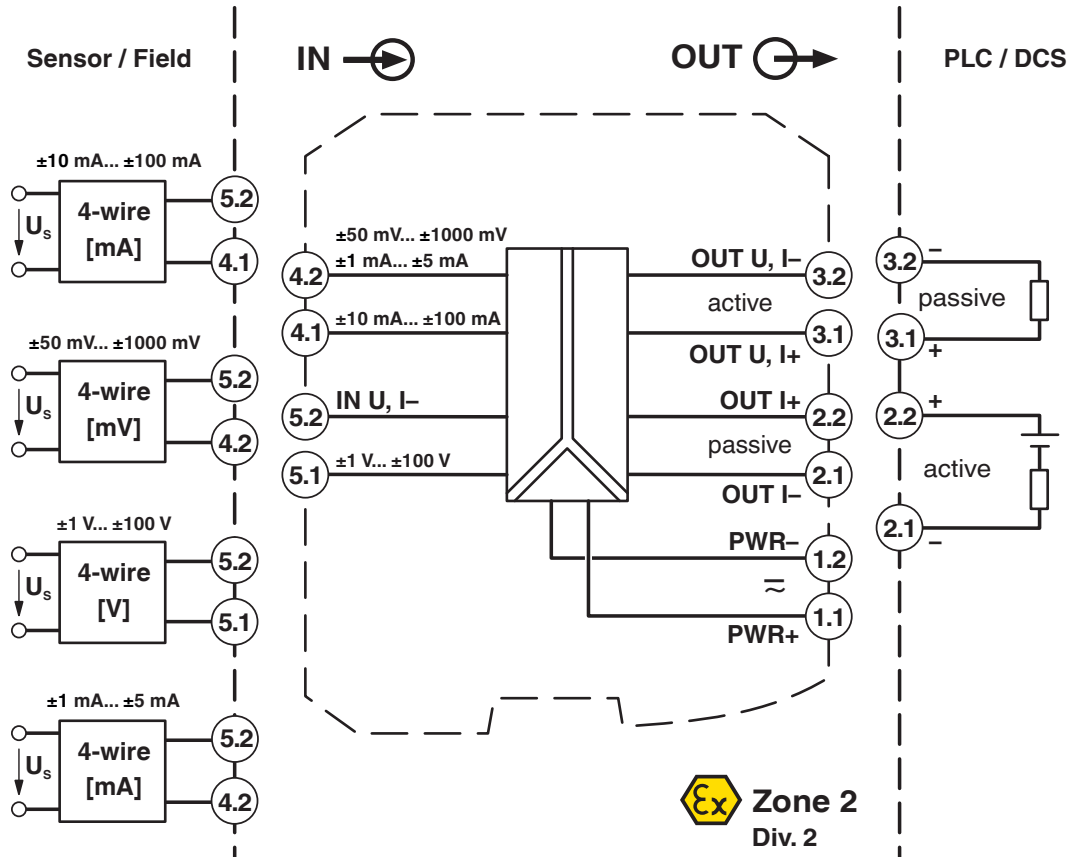 Sensor / Field
IN
OUT
PLC / DCS
±10 mA... ±100 mA
4-wire
[mA]
Us
5.2
4.1
±50 mV... ±1000 mV
4-wire
[mV]
Us
5.2
4.2
±1 V... ±100 V
4-wire
[V]
Us
5.2
5.1
±1 mA... ±5 mA
4-wire
[mA]
Us
5.2
4.2
±50 mV... ±1000 mV
±1 mA... ±5 mA
4.2
±10 mA... ±100 mA
4.1
IN U, I–
5.2
±1 V... ±100 V
5.1
OUT U, I–
3.2
active
3.1
OUT U, I+
OUT I+
2.2
passive
2.1
OUT I–
PWR–
1.2
1.1
PWR+
3.2 –
passive
3.1 +
2.2 +
active
2.1 –
Ex Zone 2
Div. 2